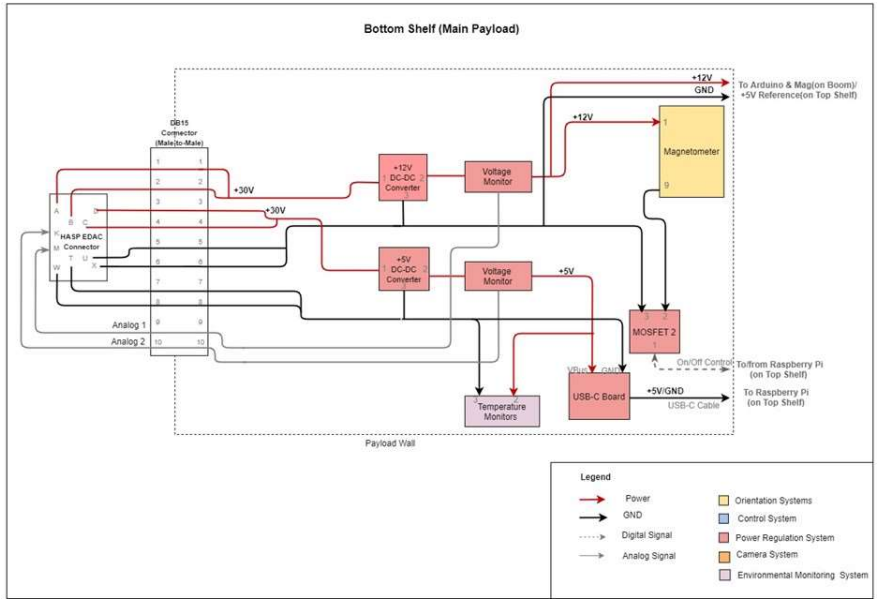 Bottom Shelf (Main Payload)
+12V
To Arduino & Mag(on Boom)/
+5V Reference(on Top Shelf)
GND
DB15
Connector
(Male-to-Male)
+12V
1
Magnetometer
9
1 1
2 2
3 3
4 4
5 5
6 6
7 7
8 8
9 9
10 10
+12V
DC-DC
Converter
1 2
3
Voltage
Monitor
+30V
+30V
A
B C
D
K
HASP EDAC
Connector
M
T U
W X
+5V
DC-DC
Converter
1 2
3
Voltage
Monitor
+5V
3 2
MOSFET 2
1
Analog 1
Analog 2
On/Off Control
To/from Raspberry Pi
(on Top Shelf)
VBus GND
USB-C Board
+5V/GND
USB-C Cable
To Raspberry Pi
(on Top Shelf)
3 2
Temperature
Monitors
Payload Wall
Legend
Power
GND
Digital Signal
Analog Signal
Orientation Systems
Control System
Power Regulation System
Camera System
Environmental Monitoring System